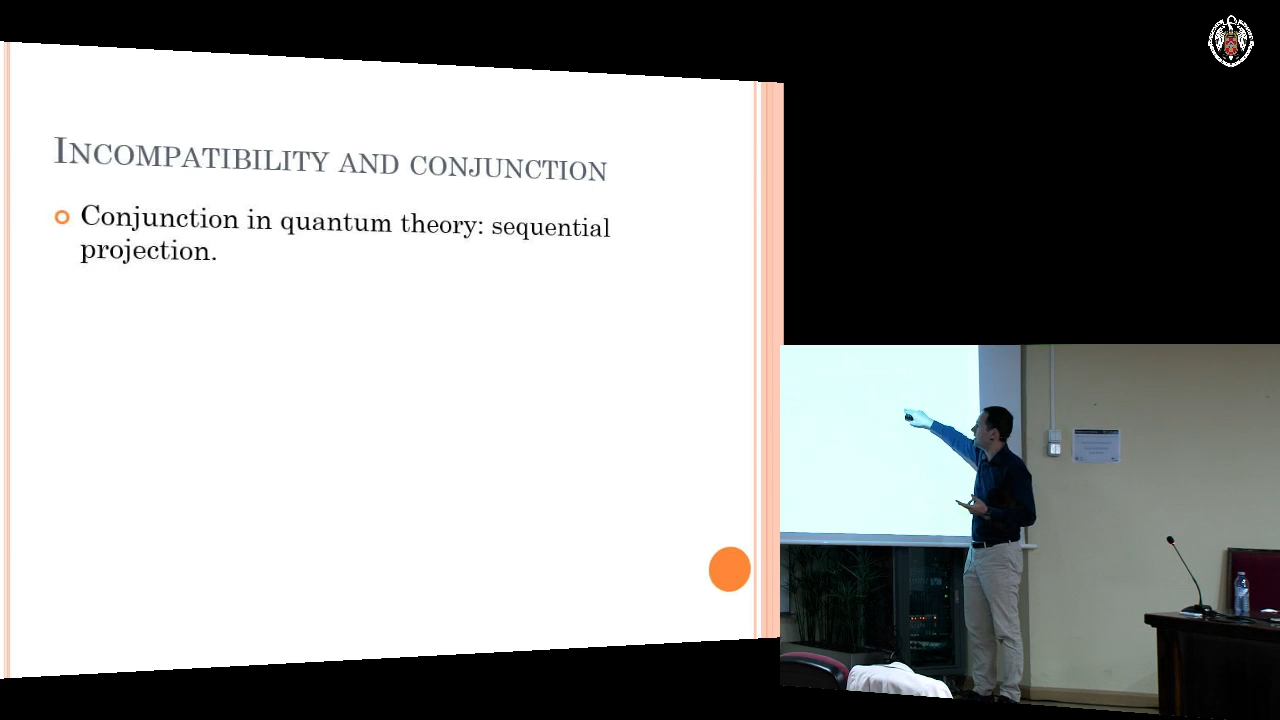 INCOMPATIBILITY AND CONJUNCTION
Conjunction in quantum theory: sequential
projection.